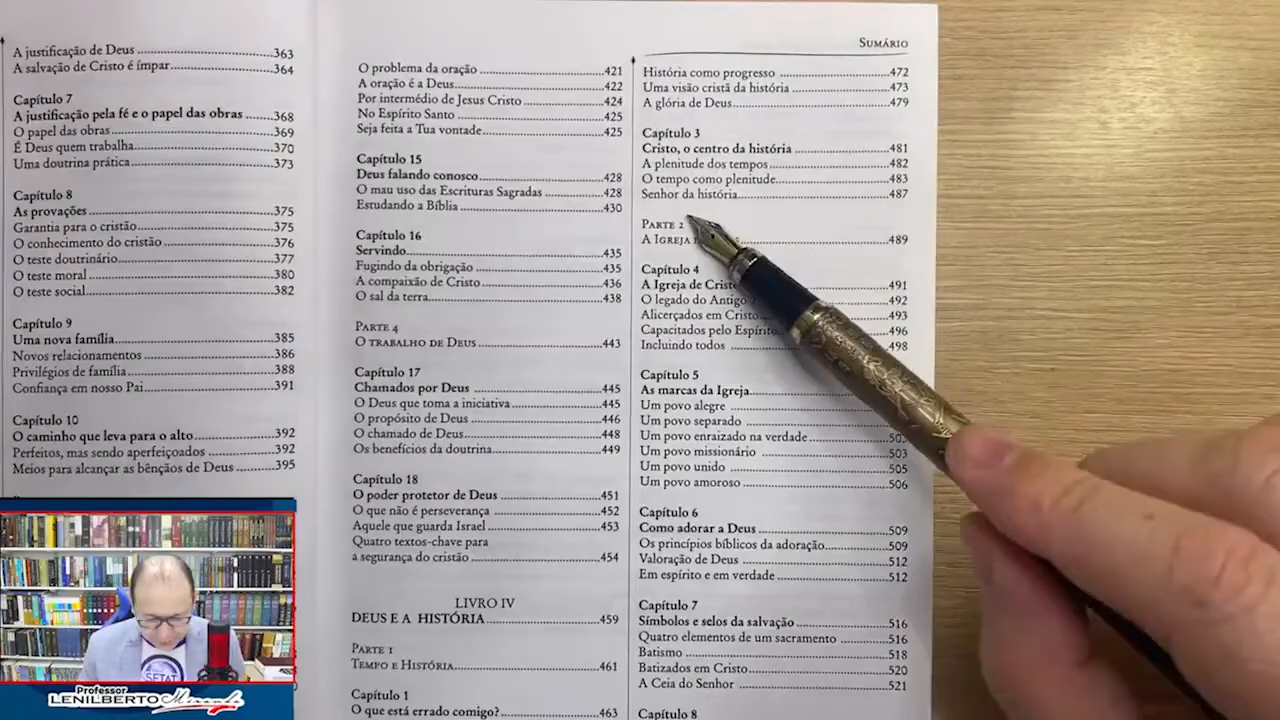 A justificação de Deus ........ 363
A salvação de Cristo é ímpar ........ 364
Capítulo 7
A justificação pela fé e o papel das obras ........ 368
O papel das obras ........ 369
É Deus quem trabalha ........ 370
Uma doutrina prática ........ 373
Capítulo 8
As provações ........ 375
Garantia para o cristão ........ 375
O conhecimento do cristão ........ 376
O teste doutrinário ........ 377
O teste moral ........ 380
O teste social ........ 382
Capítulo 9
Uma nova família ........ 385
Novos relacionamentos ........ 386
Privilégios de família ........ 388
Confiança em nosso Pai ........ 391
Capítulo 10
O caminho que leva para o alto ........ 392
Perfeitos, mas sendo aperfeiçoados ........ 392
Meios para alcançar as bênçãos de Deus ........ 395
O problema da oração ........ 421
A oração é a Deus ........ 422
Por intermédio de Jesus Cristo ........ 424
No Espírito Santo ........ 425
Seja feita a Tua vontade ........ 425
Capítulo 15
Deus falando conosco ........ 428
O mau uso das Escrituras Sagradas ........ 428
Estudando a Bíblia ........ 430
Capítulo 16
Servindo ........ 435
Fugindo da obrigação ........ 435
A compaixão de Cristo ........ 436
O sal da terra ........ 438
Parte 4
O trabalho de Deus ........ 443
Capítulo 17
Chamados por Deus ........ 445
O Deus que toma a iniciativa ........ 445
O propósito de Deus ........ 446
O chamado de Deus ........ 448
Os benefícios da doutrina ........ 449
Capítulo 18
O poder protetor de Deus ........ 451
O que não é perseverança ........ 452
Aquele que guarda Israel ........ 453
Quatro textos-chave para
a segurança do cristão ........ 454
LIVRO IV
DEUS E A HISTÓRIA ........ 459
Parte 1
Tempo e História ........ 461
Capítulo 1
O que está errado comigo? ........ 463
Sumário
História como progresso ........ 472
Uma visão cristã da história ........ 473
A glória de Deus ........ 479
Capítulo 3
Cristo, o centro da história ........ 481
A plenitude dos tempos ........ 482
O tempo como plenitude ........ 483
Senhor da história ........ 487
Parte 2
A Igreja ........ 489
Capítulo 4
A Igreja de ........ 491
O legado do ........ 492
Alicerçados em Cristo ........ 493
Capacitados pelo Espírito ........ 496
Incluindo todos ........ 498
Capítulo 5
As marcas da Igreja ........
Um povo alegre ........
Um povo separado ........
Um povo enraizado na verdade ........
Um povo missionário ........ 503
Um povo unido ........ 505
Um povo amoroso ........ 506
Capítulo 6
Como adorar a Deus ........ 509
Os princípios bíblicos da adoração ........ 509
Valoração de Deus ........ 512
Em espírito e em verdade ........ 512
Capítulo 7
Símbolos e selos da salvação ........ 516
Quatro elementos de um sacramento ........ 516
Batismo ........ 518
Batizados em Cristo ........ 520
A Ceia do Senhor ........ 521
Capítulo 8
SETAT
Professor
LENILBERTO Miranda